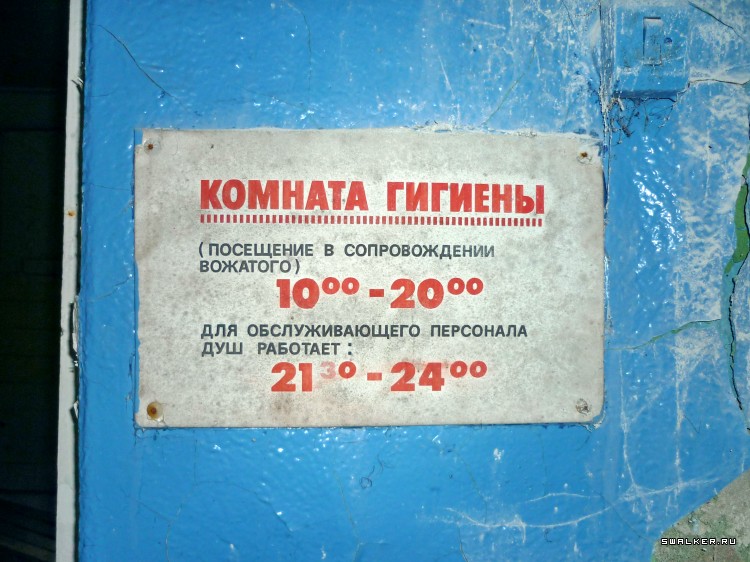 КОМНАТА ГИГИЕНЫ
(ПОСЕЩЕНИЕ В СОПРОВОЖДЕНИИ
ВОЖАТОГО)
10⁰⁰ - 20⁰⁰
ДЛЯ ОБСЛУЖИВАЮЩЕГО ПЕРСОНАЛА
ДУШ РАБОТАЕТ:
21³⁰ - 24⁰⁰
SWALKER.RU